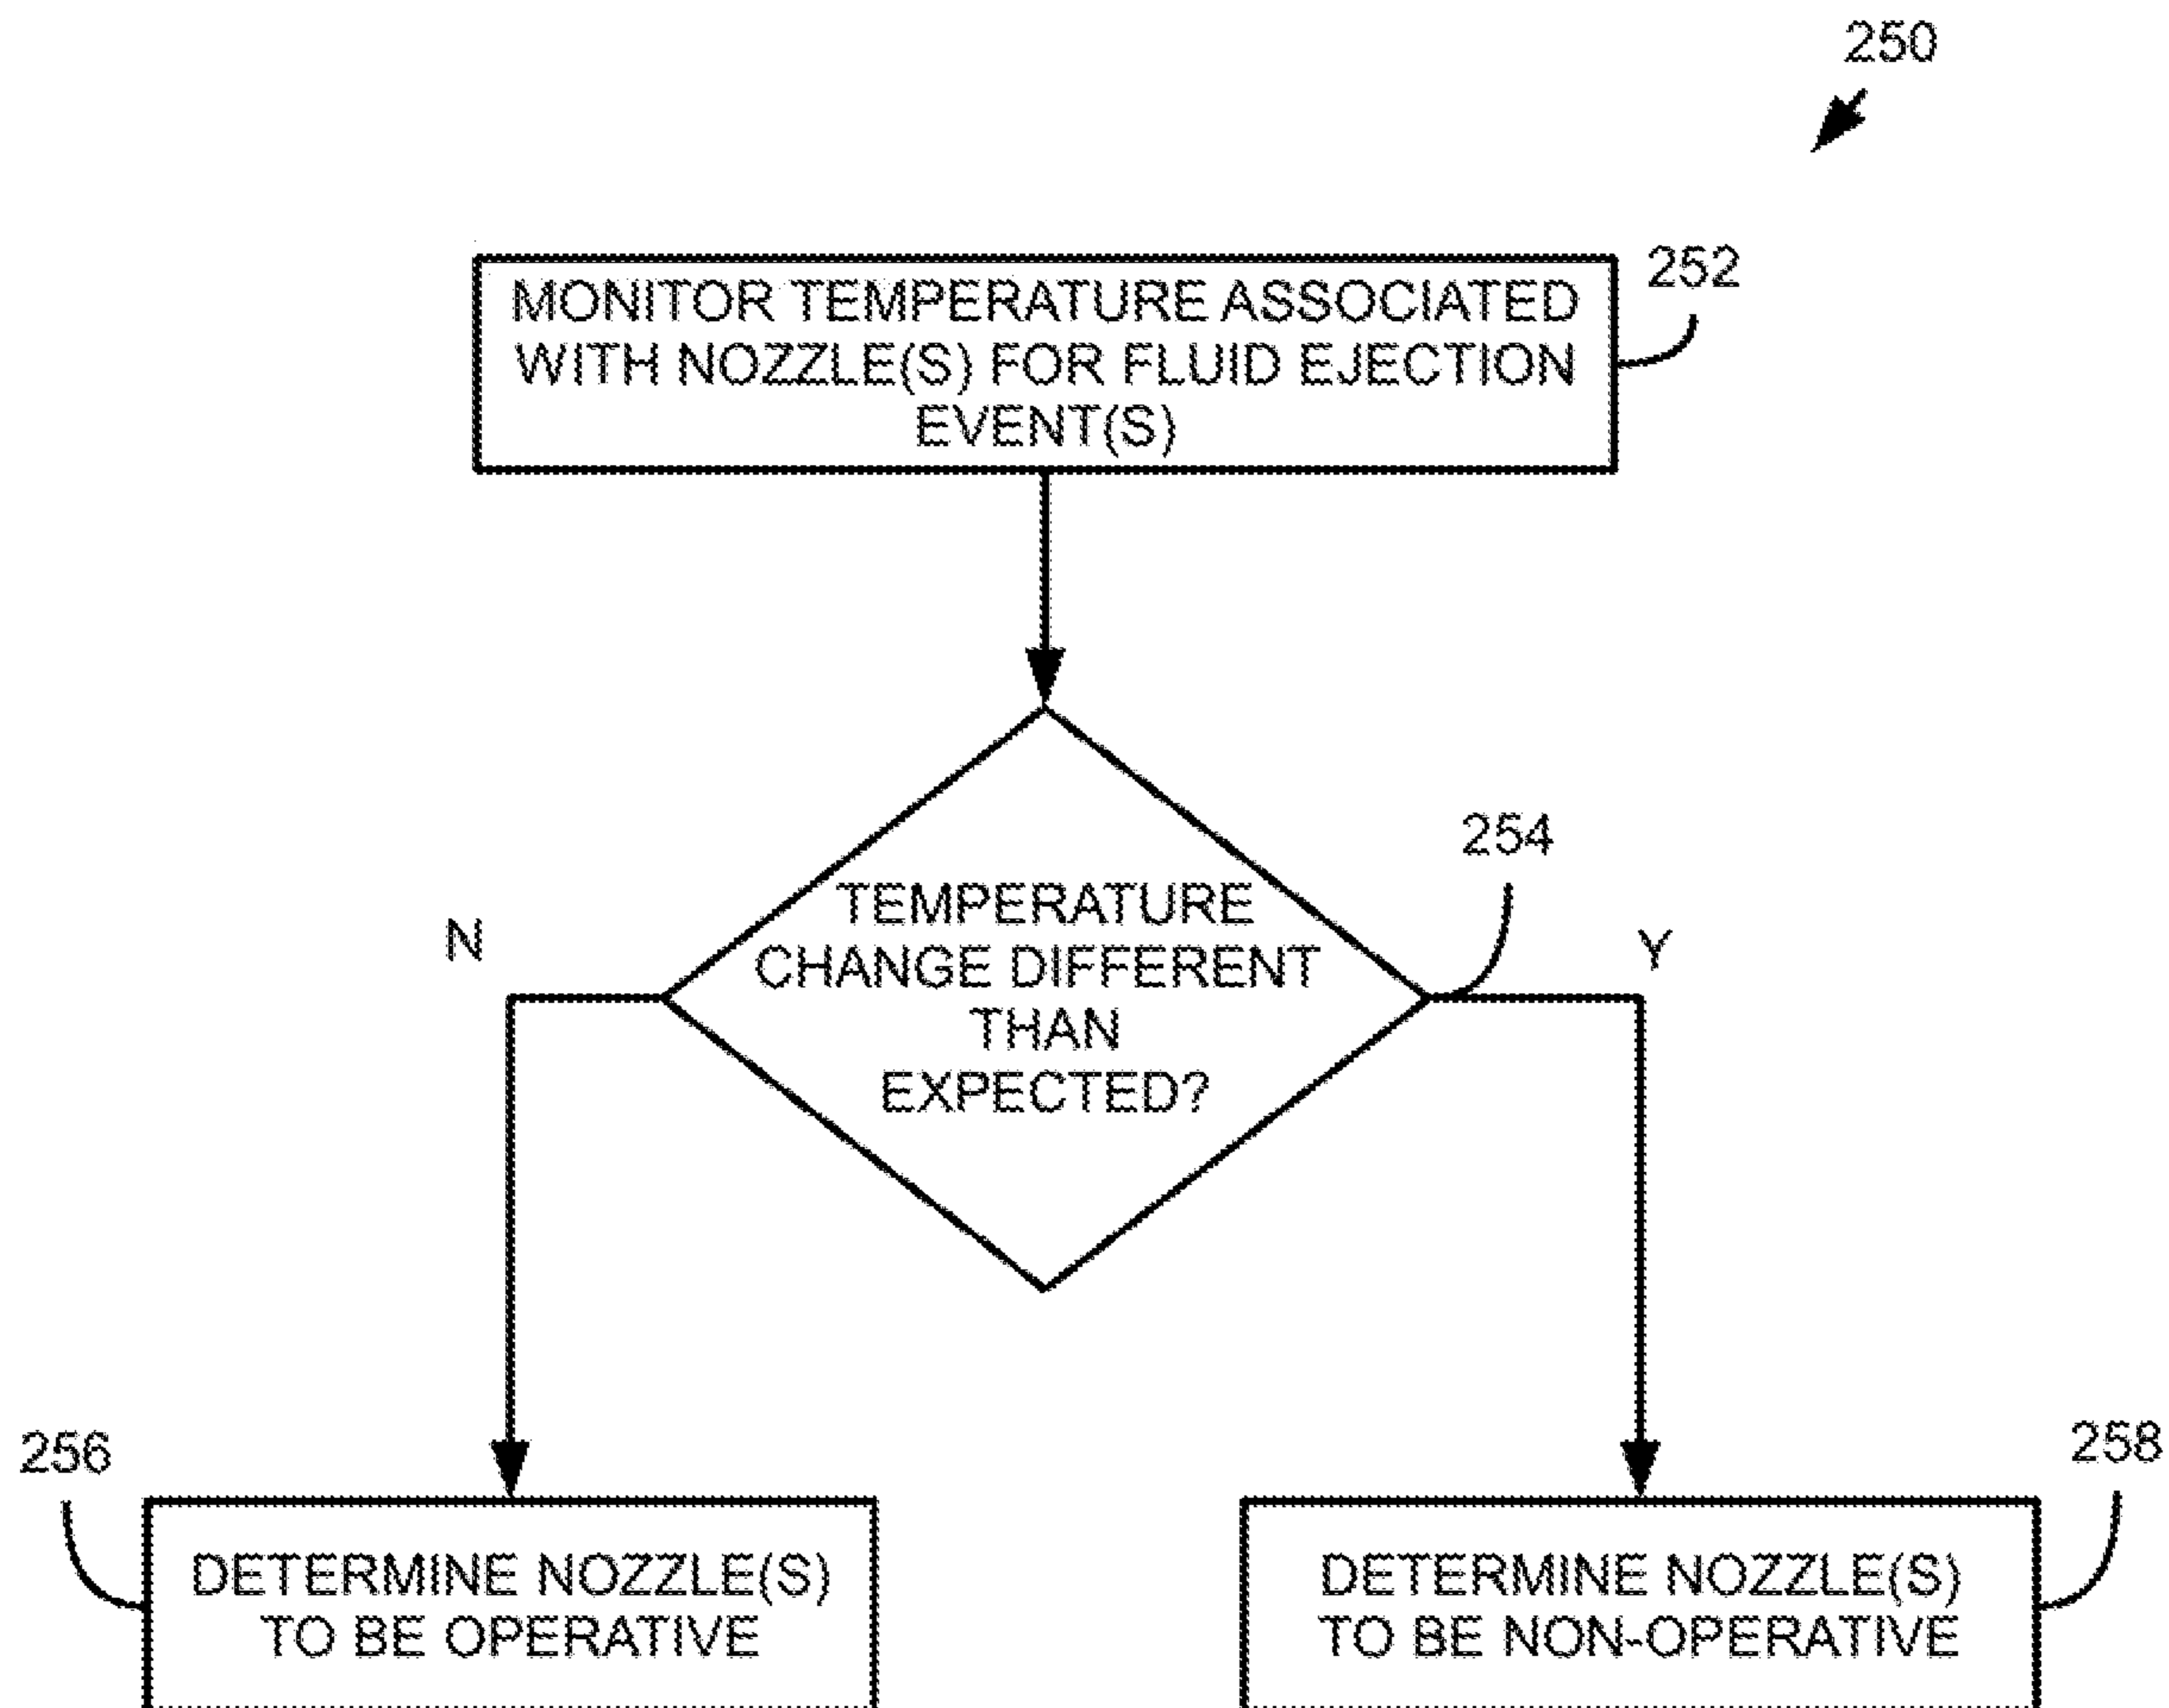 250
MONITOR TEMPERATURE ASSOCIATED
WITH NOZZLE(S) FOR FLUID EJECTION
EVENT(S)
252
TEMPERATURE
CHANGE DIFFERENT
THAN
EXPECTED?
254
N
Y
256
DETERMINE NOZZLE(S)
TO BE OPERATIVE
258
DETERMINE NOZZLE(S)
TO BE NON-OPERATIVE